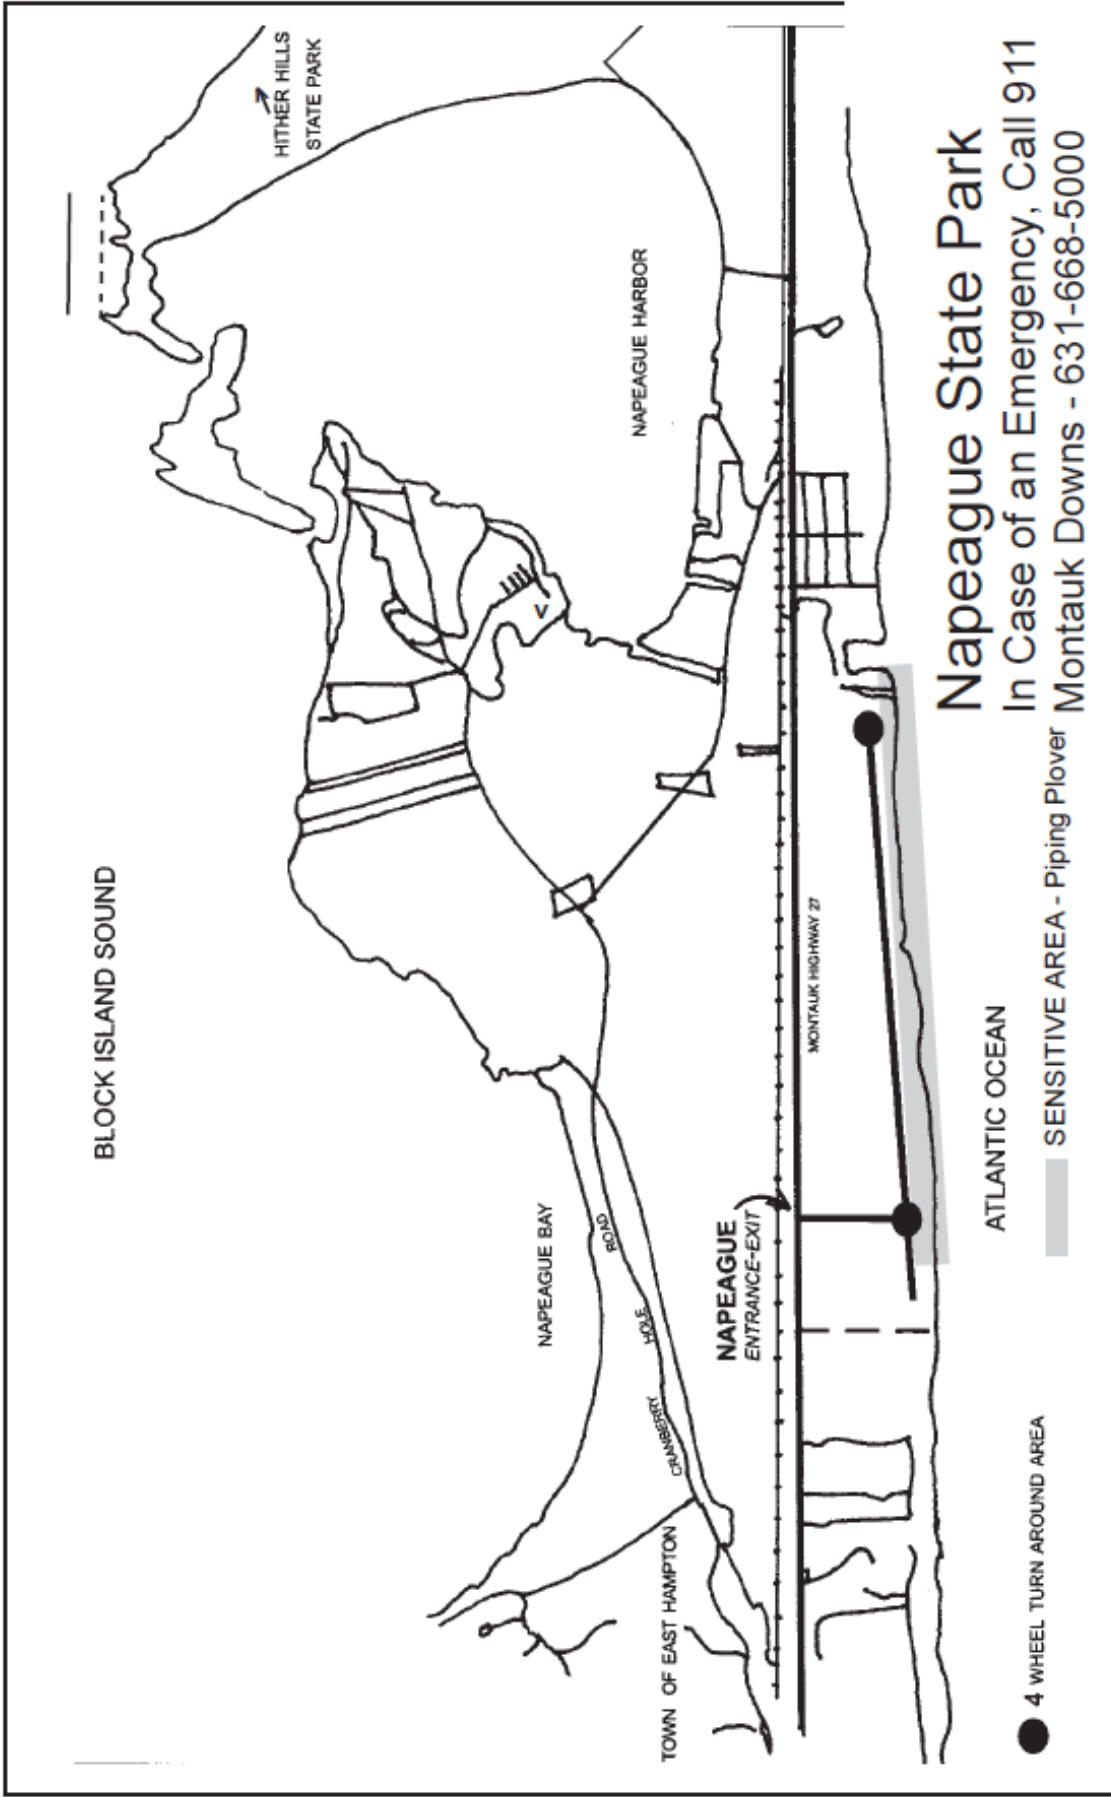 HITHER HILLS
STATE PARK
BLOCK ISLAND SOUND
NAPEAGUE HARBOR
V
NAPEAGUE BAY
CRANBERRY
HOLE
ROAD
NAPEAGUE
ENTRANCE-EXIT
MONTAUK HIGHWAY 27
TOWN OF EAST HAMPTON
ATLANTIC OCEAN
4 WHEEL TURN AROUND AREA
SENSITIVE AREA - Piping Plover
Napeague State Park
In Case of an Emergency, Call 911
Montauk Downs - 631-668-5000